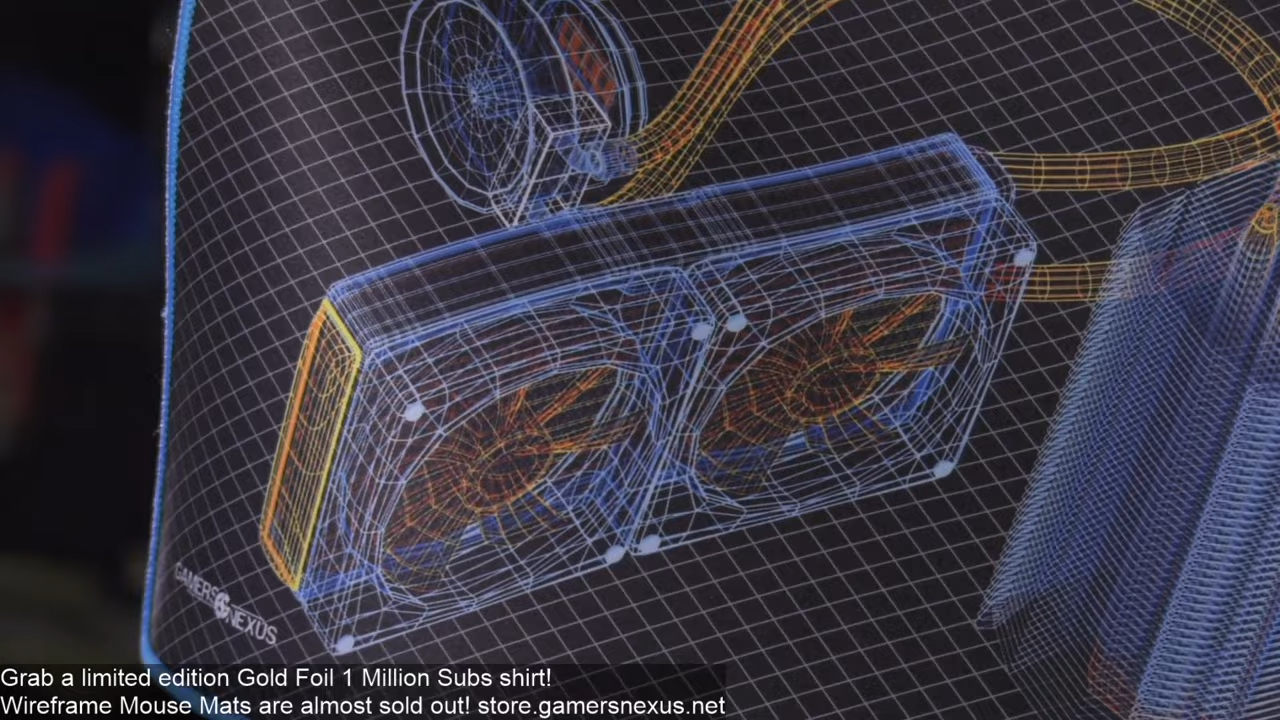 GAMERS NEXUS
Grab a limited edition Gold Foil 1 Million Subs shirt!
Wireframe Mouse Mats are almost sold out! store.gamersnexus.net